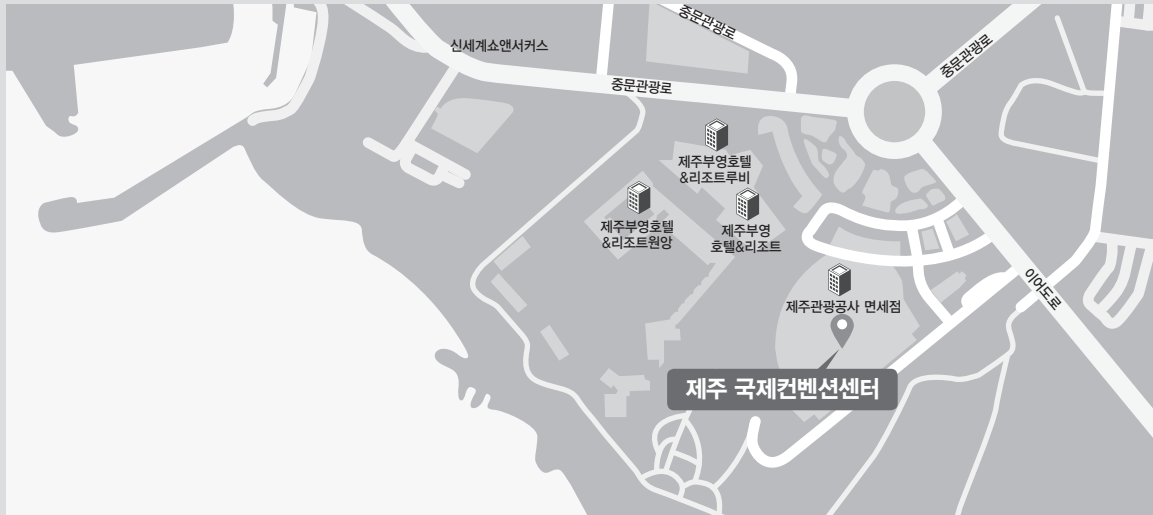 중문관광로
신세계쇼앤서커스
중문관광로
중문관광로
제주부영호텔
&리조트루비
제주부영호텔
&리조트원앙
제주부영
호텔&리조트
제주관광공사 면세점
이어도로
제주 국제컨벤션센터